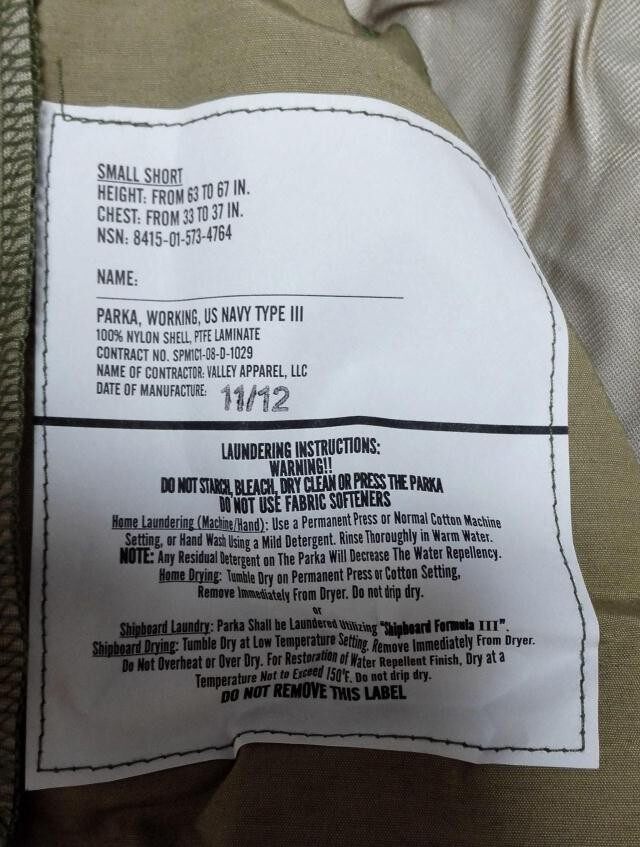 SMALL SHORT
HEIGHT: FROM 63 TO 67 IN.
CHEST: FROM 33 TO 37 IN.
NSN: 8415-01-573-4764
NAME:
PARKA, WORKING, US NAVY TYPE III
100% NYLON SHELL, PTFE LAMINATE
CONTRACT NO. SPM1C1-08-D-1029
NAME OF CONTRACTOR: VALLEY APPAREL, LLC
DATE OF MANUFACTURE: 11/12
LAUNDERING INSTRUCTIONS:
WARNING!!
DO NOT STARCH, BLEACH, DRY CLEAN OR PRESS THE PARKA
DO NOT USE FABRIC SOFTENERS
Home Laundering (Machine/Hand): Use a Permanent Press or Normal Cotton Machine
Setting, or Hand Wash Using a Mild Detergent. Rinse Thoroughly in Warm Water.
NOTE: Any Residual Detergent on The Parka Will Decrease The Water Repellency.
Home Drying: Tumble Dry on Permanent Press or Cotton Setting,
Remove Immediately From Dryer. Do not drip dry.
or
Shipboard Laundry: Parka Shall be Laundered Utilizing "Shipboard Formula III".
Shipboard Drying: Tumble Dry at Low Temperature Setting. Remove Immediately From Dryer.
Do Not Overheat or Over Dry. For Restoration of Water Repellent Finish, Dry at a
Temperature Not to Exceed 150°F. Do not drip dry.
DO NOT REMOVE THIS LABEL